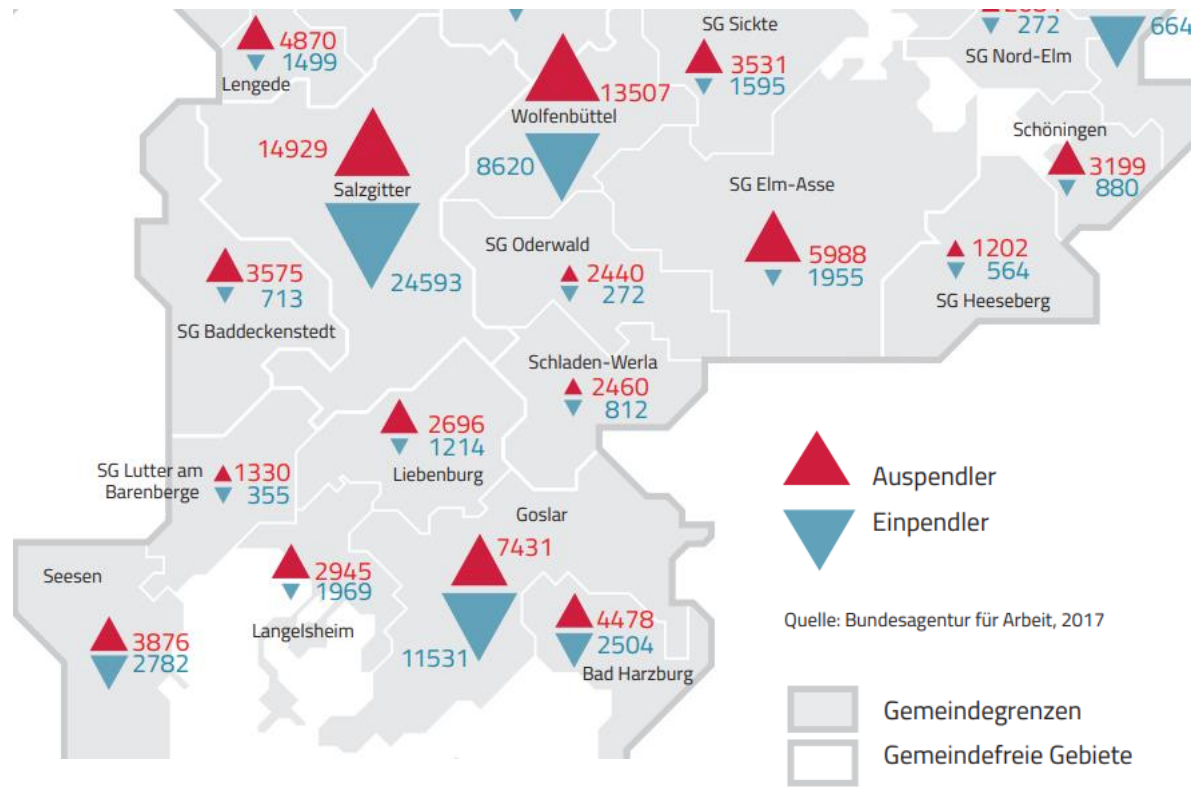 SG Sickte
272
664
SG Nord-Elm
4870
1499
Lengede
3531
1595
13507
Wolfenbüttel
8620
Schöningen
3199
880
14929
Salzgitter
24593
SG Elm-Asse
5988
1955
SG Oderwald
2440
272
1202
564
SG Heeseberg
3575
713
SG Baddeckenstedt
Schladen-Werla
2460
812
2696
1214
Liebenburg
SG Lutter am
Barenberge
1330
355
Goslar
7431
11531
Seesen
3876
2782
2945
1969
Langelsheim
4478
2504
Bad Harzburg
Auspendler
Einpendler
Quelle: Bundesagentur für Arbeit, 2017
Gemeindegrenzen
Gemeindefreie Gebiete